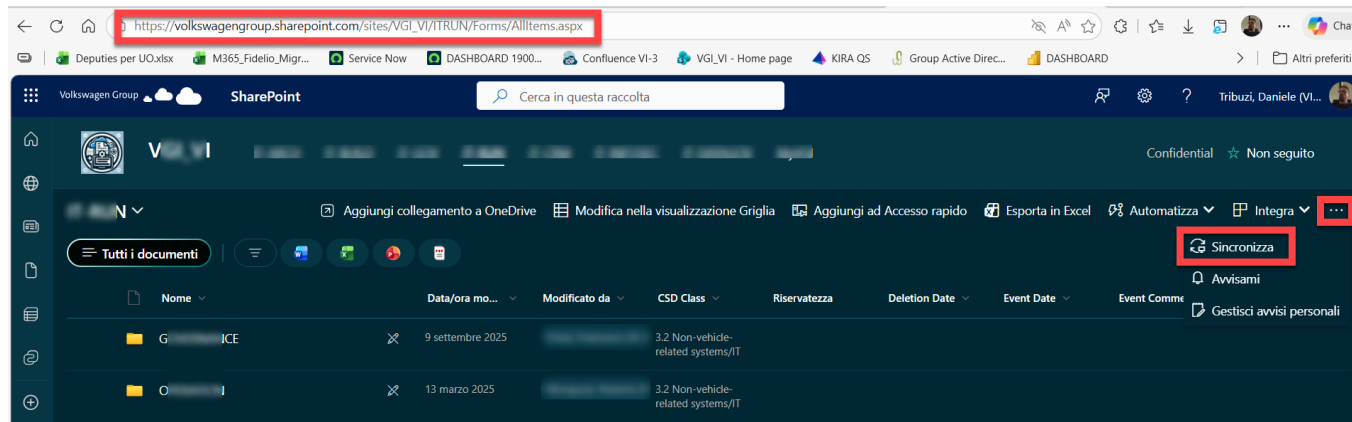 https://volkswagengroup.sharepoint.com/sites/VGI_VI/ITRUN/Forms/AllItems.aspx
Chat
Deputies per UO.xlsx M365_Fidelio_Migr... Service Now DASHBOARD 1900... Confluence VI-3 VGI_VI - Home page KIRA QS Group Active Direc... DASHBOARD Altri preferiti
Volkswagen Group SharePoint Cerca in questa raccolta Tribuzi, Daniele (VI...
Confidential Non seguito
Aggiungi collegamento a OneDrive Modifica nella visualizzazione Griglia Aggiungi ad Accesso rapido Esporta in Excel Automatizza Integra ...
Tutti i documenti Sincronizza
Avvisami
Nome Data/ora mo... Modificato da CSD Class Riservatezza Deletion Date Event Date Event Comme
Gestisci avvisi personali
9 settembre 2025 3.2 Non-vehicle-
related systems/IT
13 marzo 2025 3.2 Non-vehicle-
related systems/IT